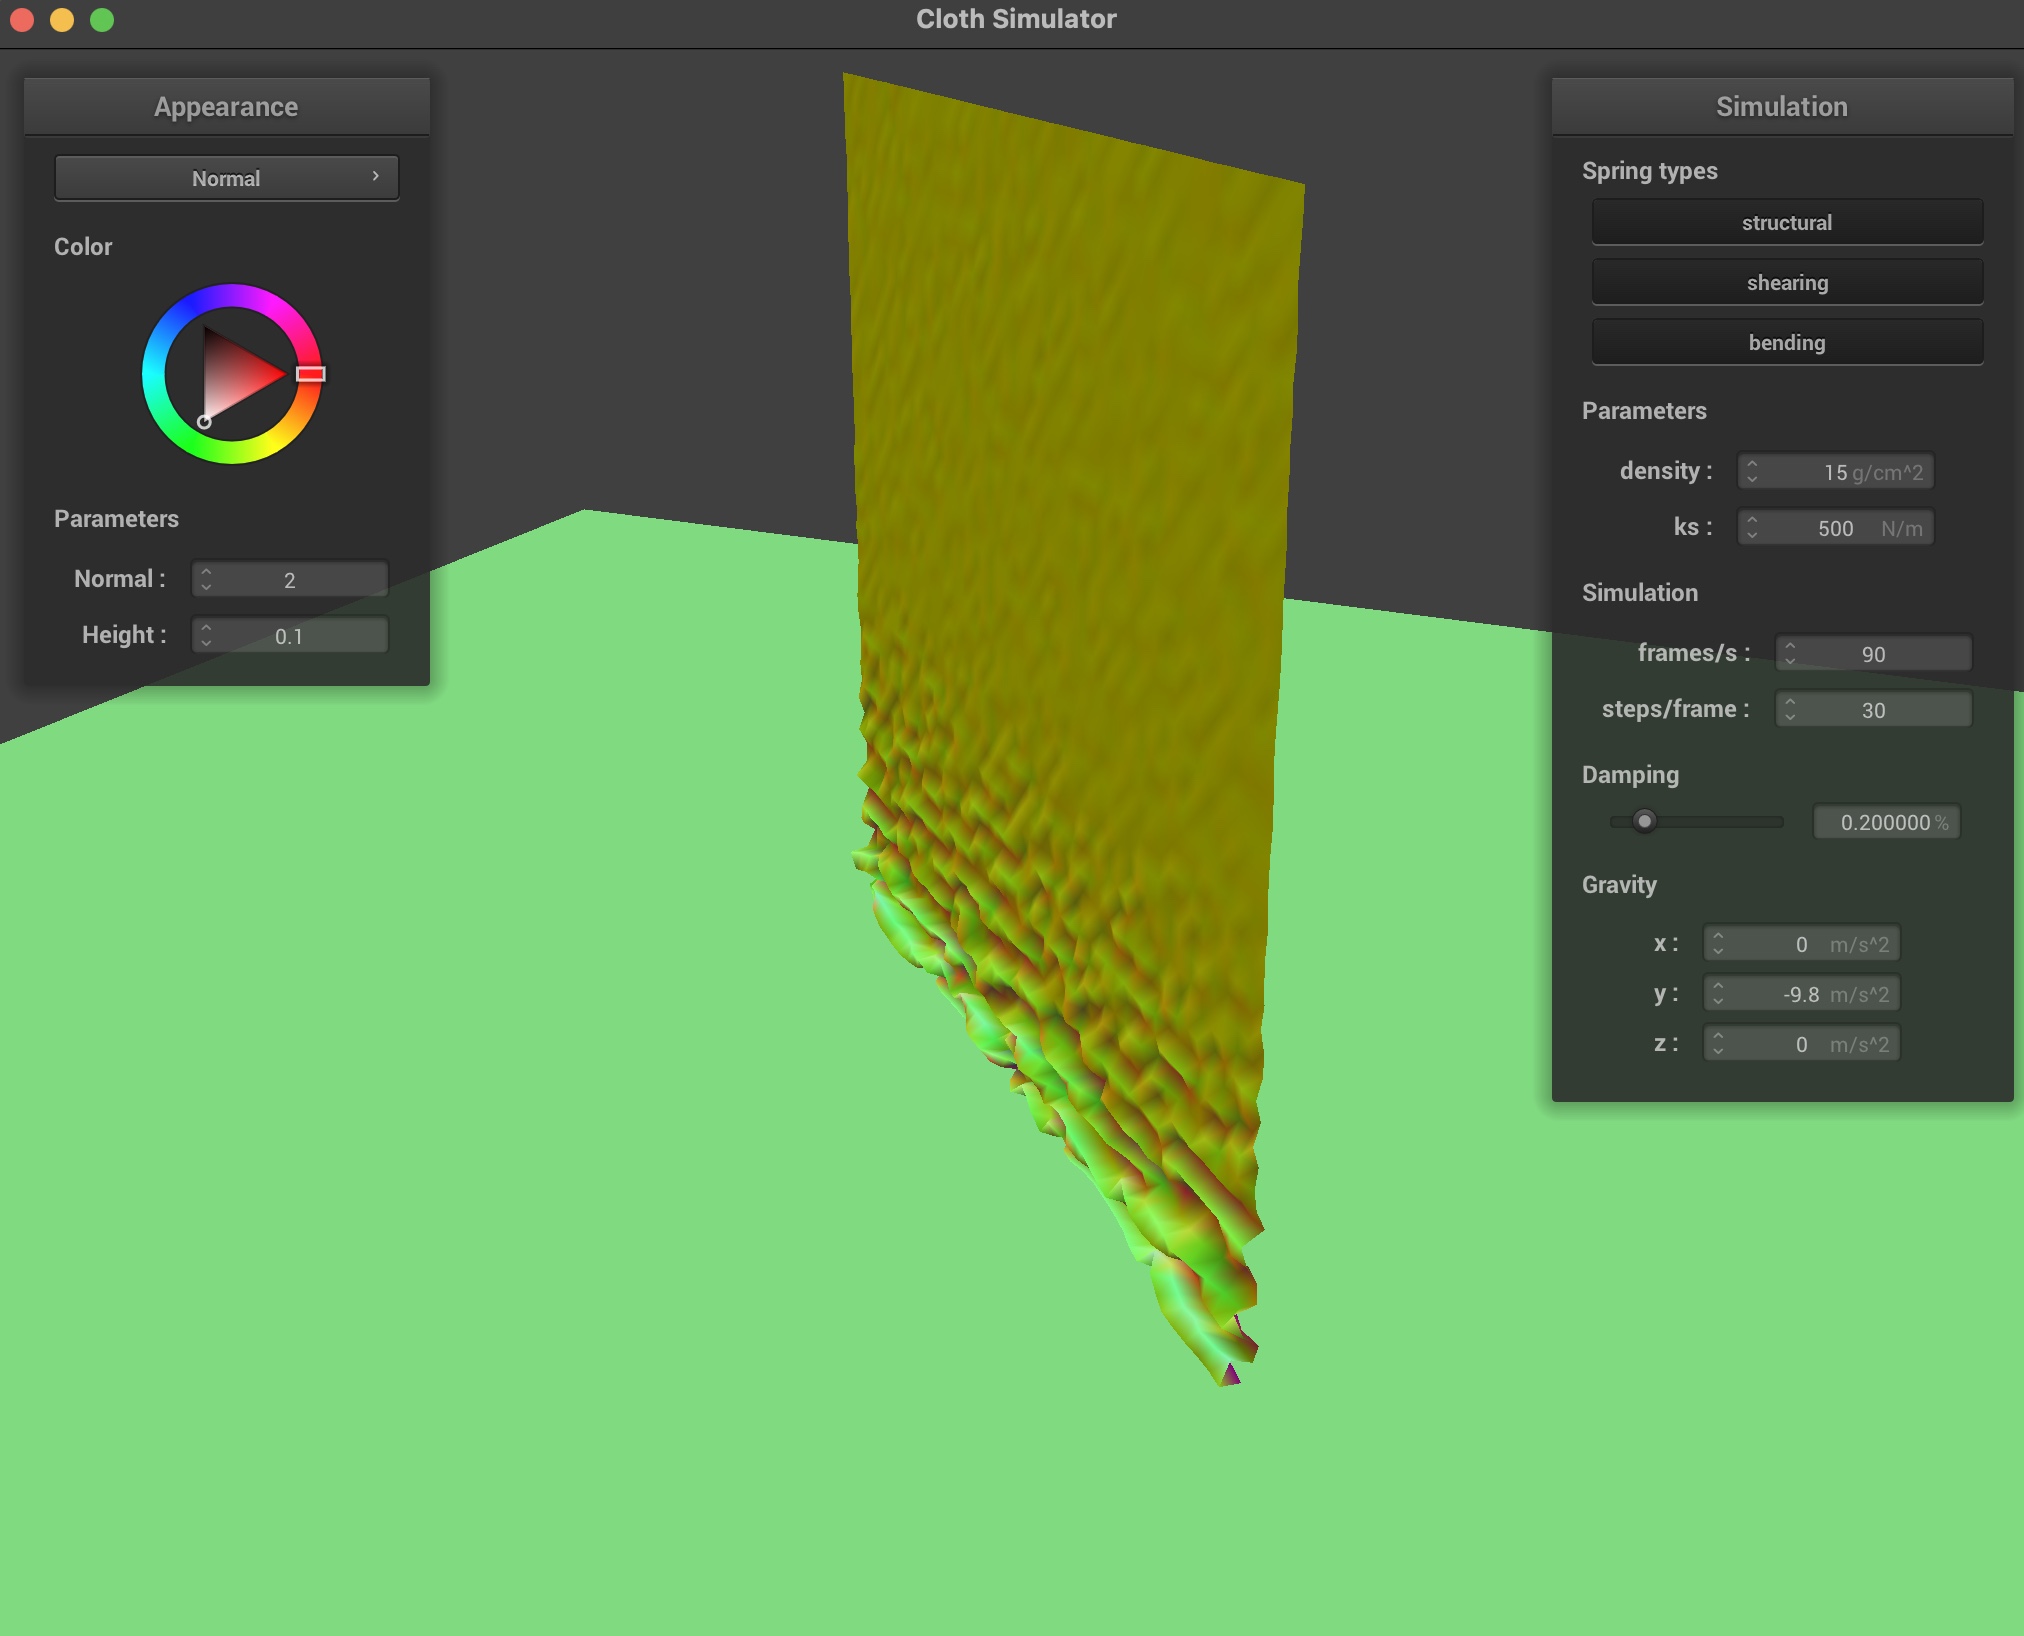 Cloth Simulator
Appearance
Normal
Color
Parameters
Normal : 2
Height : 0.1
Simulation
Spring types
structural
shearing
bending
Parameters
density : 15 g/cm^2
ks : 500 N/m
Simulation
frames/s : 90
steps/frame : 30
Damping
0.200000 %
Gravity
x : 0 m/s^2
y : -9.8 m/s^2
z : 0 m/s^2